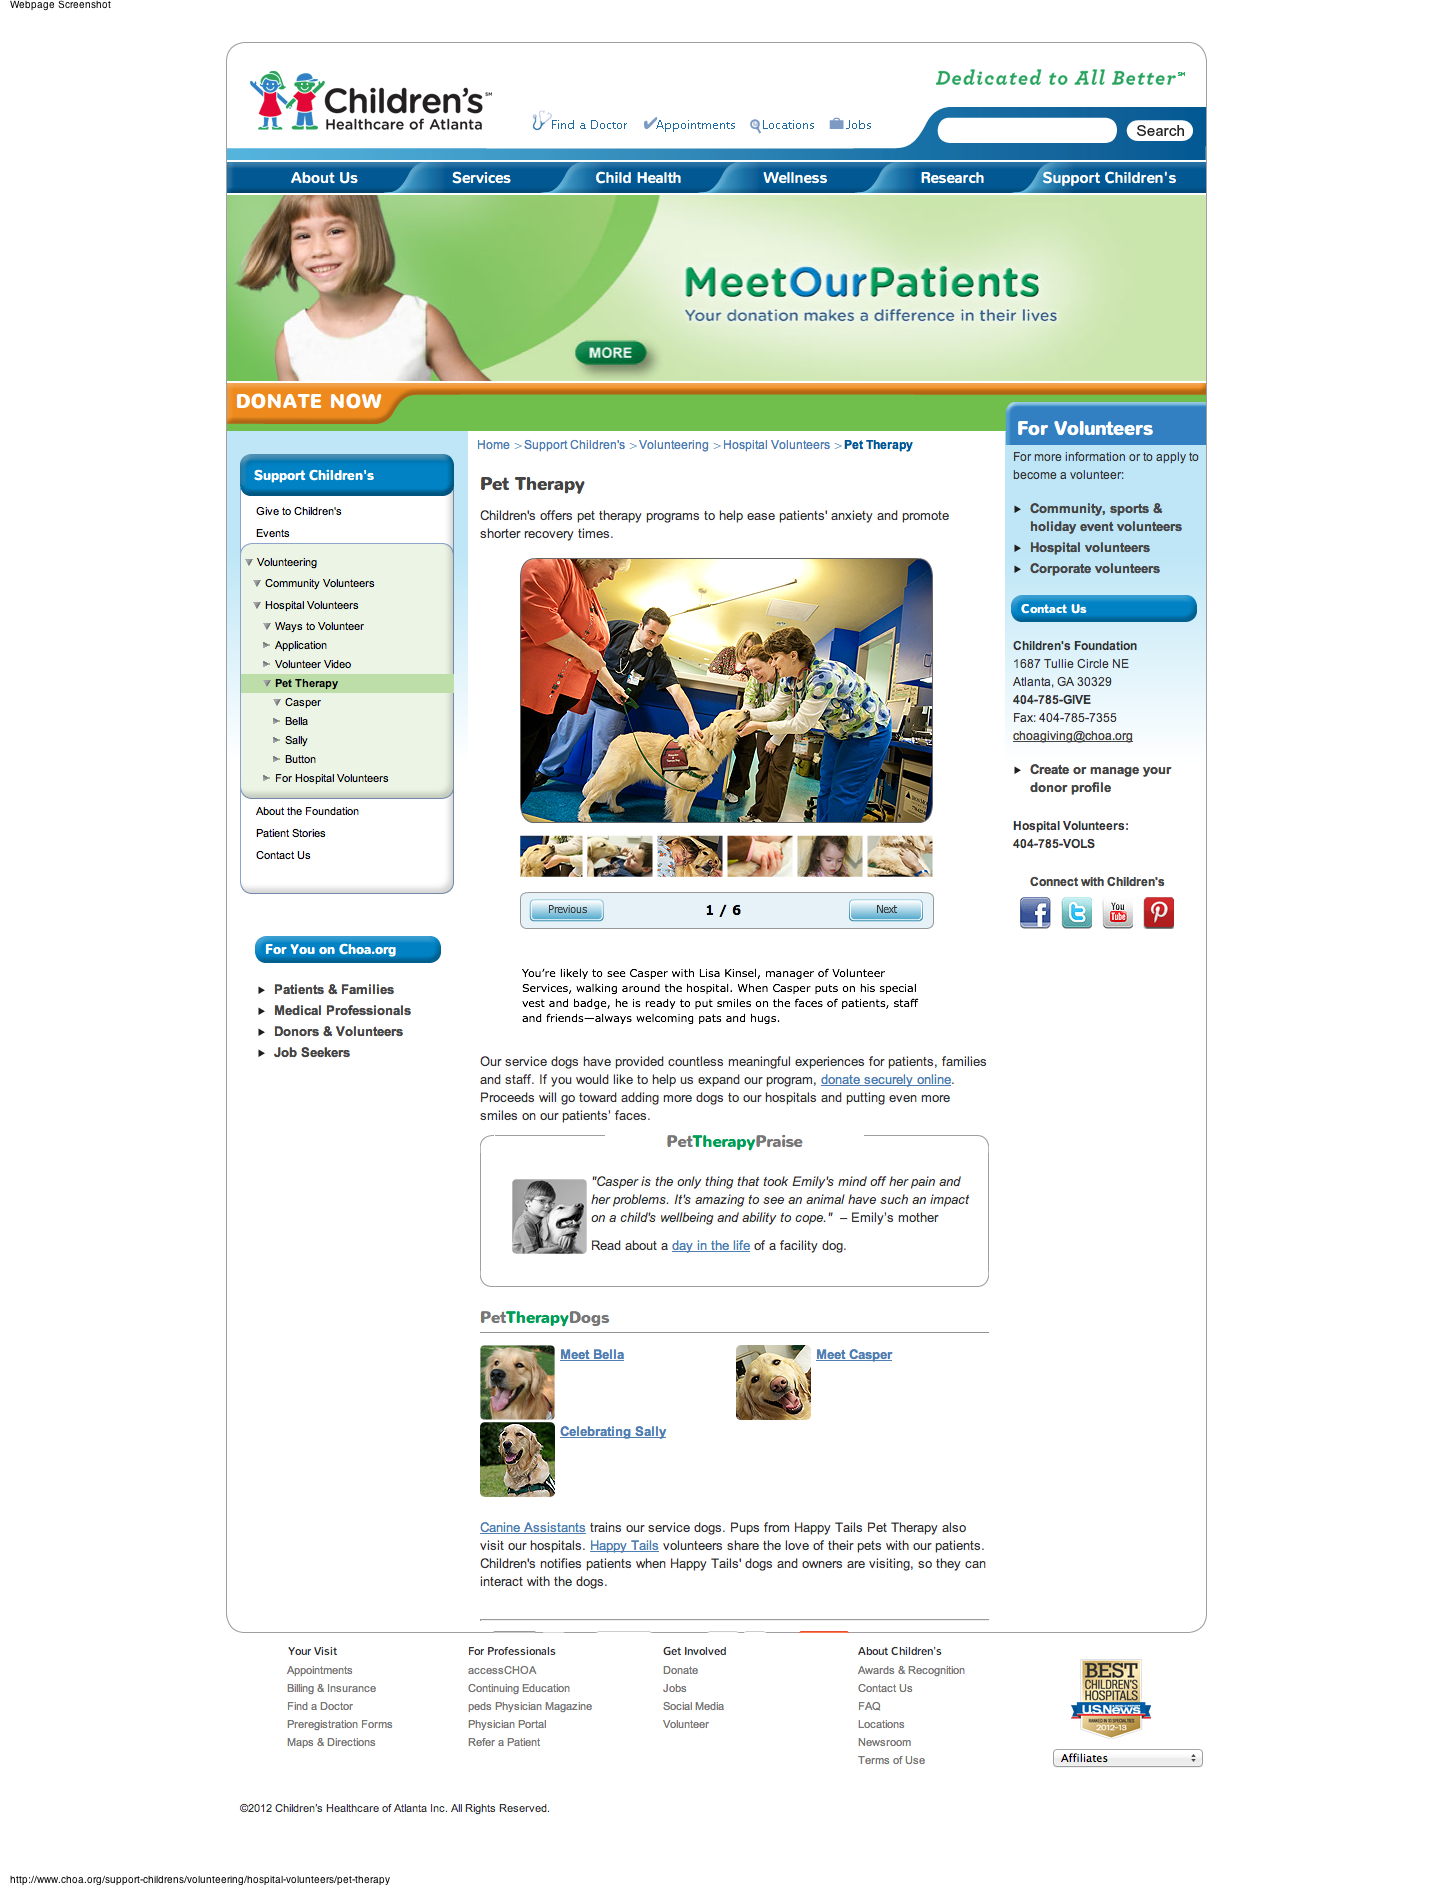 Webpage Screenshot
Dedicated to All Better℠
Children's℠
Healthcare of Atlanta
Find a Doctor
Appointments
Locations
Jobs
Search
About Us
Services
Child Health
Wellness
Research
Support Children's
MeetOurPatients
Your donation makes a difference in their lives
MORE
DONATE NOW
Support Children's
Give to Children's
Events
Volunteering
Community Volunteers
Hospital Volunteers
Ways to Volunteer
Application
Volunteer Video
Pet Therapy
Casper
Bella
Sally
Button
For Hospital Volunteers
About the Foundation
Patient Stories
Contact Us
For You on Choa.org
Patients & Families
Medical Professionals
Donors & Volunteers
Job Seekers
Home > Support Children's > Volunteering > Hospital Volunteers > Pet Therapy
Pet Therapy
Children's offers pet therapy programs to help ease patients' anxiety and promote
shorter recovery times.
Previous
1 / 6
Next
You're likely to see Casper with Lisa Kinsel, manager of Volunteer
Services, walking around the hospital. When Casper puts on his special
vest and badge, he is ready to put smiles on the faces of patients, staff
and friends—always welcoming pats and hugs.
Our service dogs have provided countless meaningful experiences for patients, families
and staff. If you would like to help us expand our program, donate securely online.
Proceeds will go toward adding more dogs to our hospitals and putting even more
smiles on our patients' faces.
PetTherapyPraise
"Casper is the only thing that took Emily's mind off her pain and
her problems. It's amazing to see an animal have such an impact
on a child's wellbeing and ability to cope." – Emily's mother
Read about a day in the life of a facility dog.
PetTherapyDogs
Meet Bella
Meet Casper
Celebrating Sally
Canine Assistants trains our service dogs. Pups from Happy Tails Pet Therapy also
visit our hospitals. Happy Tails volunteers share the love of their pets with our patients.
Children's notifies patients when Happy Tails' dogs and owners are visiting, so they can
interact with the dogs.
For Volunteers
For more information or to apply to
become a volunteer:
Community, sports &
holiday event volunteers
Hospital volunteers
Corporate volunteers
Contact Us
Children's Foundation
1687 Tullie Circle NE
Atlanta, GA 30329
404-785-GIVE
Fax: 404-785-7355
choagiving@choa.org
Create or manage your
donor profile
Hospital Volunteers:
404-785-VOLS
Connect with Children's
You
Tube
Your Visit
Appointments
Billing & Insurance
Find a Doctor
Preregistration Forms
Maps & Directions
For Professionals
accessCHOA
Continuing Education
peds Physician Magazine
Physician Portal
Refer a Patient
Get Involved
Donate
Jobs
Social Media
Volunteer
About Children's
Awards & Recognition
Contact Us
FAQ
Locations
Newsroom
Terms of Use
BEST
CHILDREN'S
HOSPITALS
U.S.News
RANKED IN 10 SPECIALTIES
2012-13
Affiliates
©2012 Children's Healthcare of Atlanta Inc. All Rights Reserved.
http://www.choa.org/support-childrens/volunteering/hospital-volunteers/pet-therapy